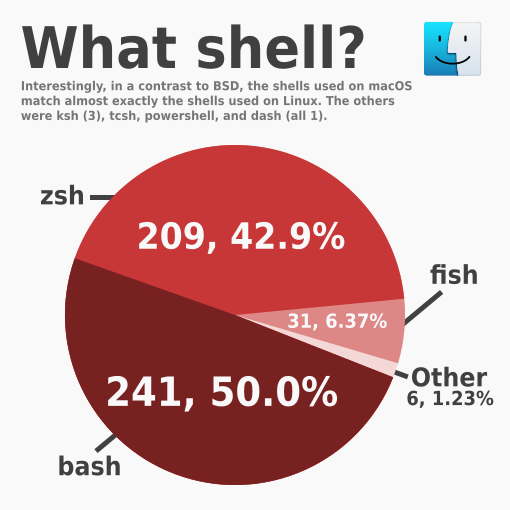 What shell?
Interestingly, in a contrast to BSD, the shells used on macOS
match almost exactly the shells used on Linux. The others
were ksh (3), tcsh, powershell, and dash (all 1).
zsh
209, 42.9%
fish
31, 6.37%
Other
6, 1.23%
241, 50.0%
bash